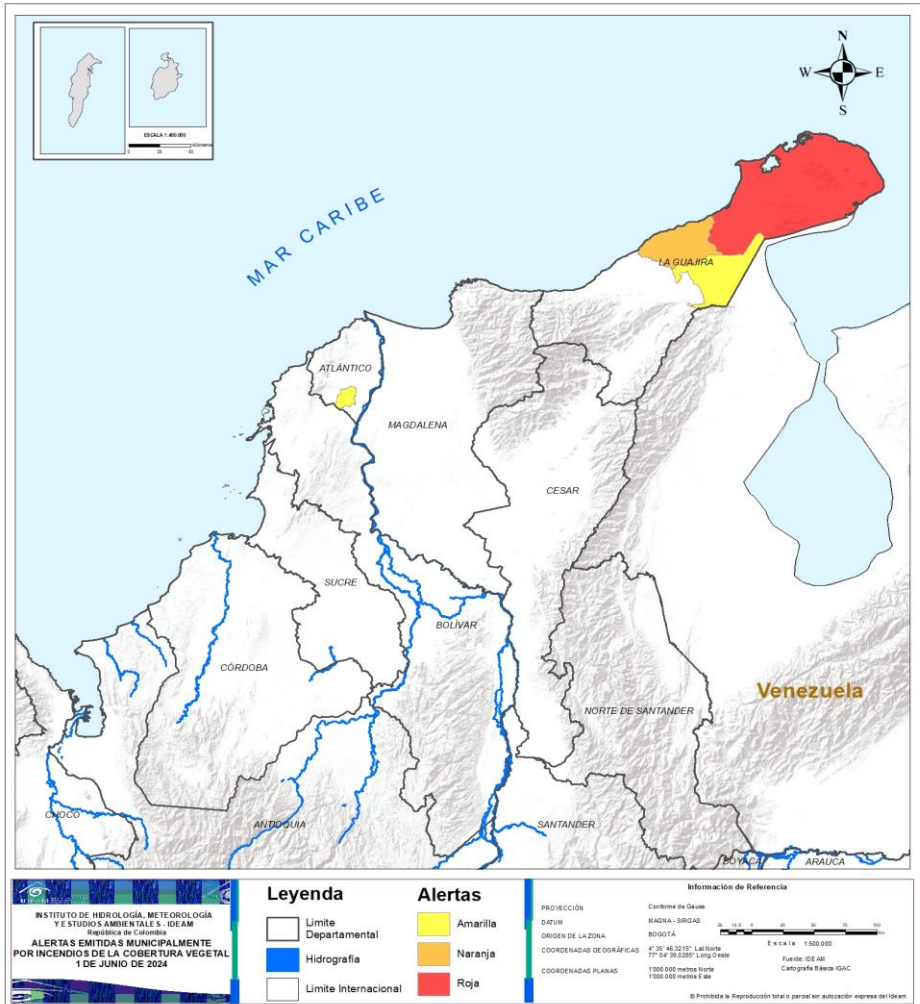 ESCALA 1:400.000
N
W
E
S
MAR CARIBE
LA GUAJIRA
ATLÁNTICO
MAGDALENA
CESAR
SUCRE
BOLÍVAR
CÓRDOBA
Venezuela
NORTE DE SANTANDER
CHOCO
ANTIOQUIA
SANTANDER
BOYACÁ
ARAUCA
IDEAM
INSTITUTO DE HIDROLOGÍA, METEOROLOGÍA
Y ESTUDIOS AMBIENTALES - IDEAM
República de Colombia
ALERTAS EMITIDAS MUNICIPALMENTE
POR INCENDIOS DE LA COBERTURA VEGETAL
1 DE JUNIO DE 2024
Leyenda
Limite
Departamental
Hidrografía
Limite Internacional
Alertas
Amarilla
Naranja
Roja
Información de Referencia
PROYECCIÓN Conforme de Gauss
DATUM MAGNA - SIRGAS
ORIGEN DE LA ZONA BOGOTÁ
COORDENADAS GEOGRÁFICAS 4° 35' 46,3215" Lat.Norte
77° 04' 39,0285" Long.Oeste
COORDENADAS PLANAS 1'000.000 metros Norte
1'000.000 metros Este
Escala 1:500.000
Fuente: IDEAM
Cartografía Básica IGAC
© Prohibida la Reproducción total o parcial sin autozación expresa del Ideam